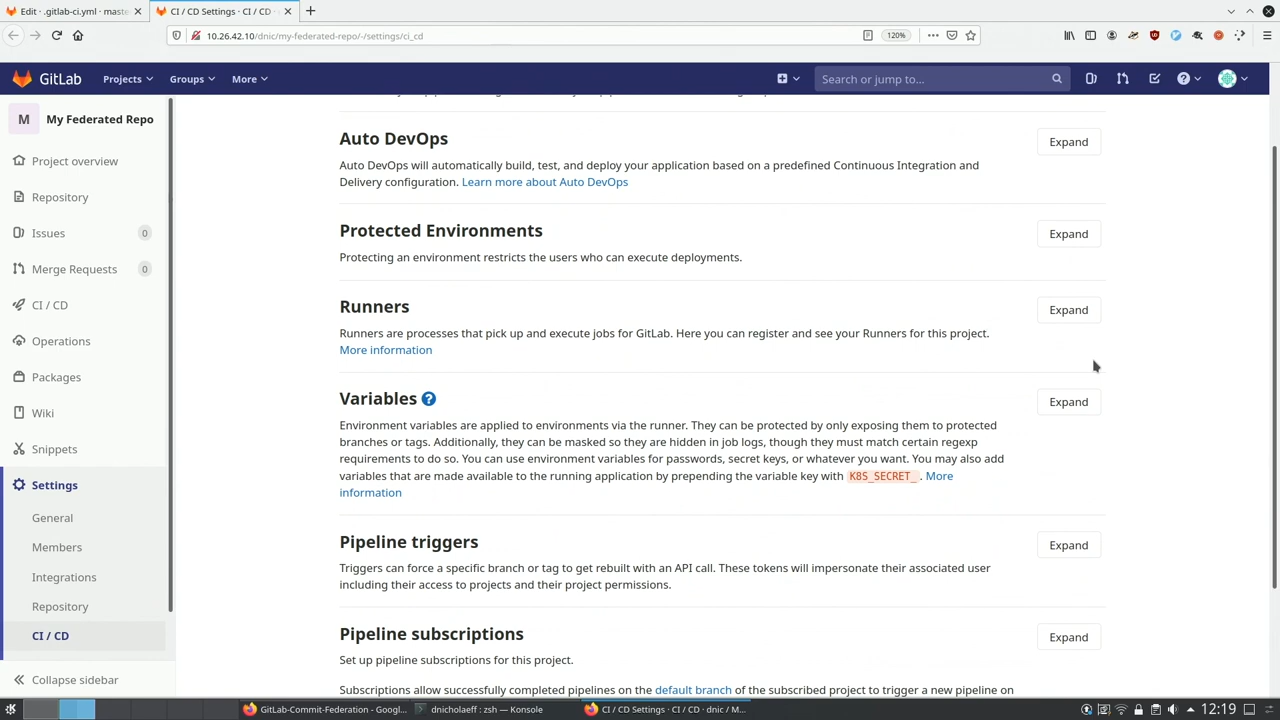 Edit · .gitlab-ci.yml · maste
CI / CD Settings · CI / CD ·
10.26.42.10/dnic/my-federated-repo/-/settings/ci_cd
120%
GitLab
Projects
Groups
More
Search or jump to...
M
My Federated Repo
Project overview
Repository
Issues
0
Merge Requests
0
CI / CD
Operations
Packages
Wiki
Snippets
Settings
General
Members
Integrations
Repository
CI / CD
Collapse sidebar
Auto DevOps
Expand
Auto DevOps will automatically build, test, and deploy your application based on a predefined Continuous Integration and
Delivery configuration. Learn more about Auto DevOps
Protected Environments
Expand
Protecting an environment restricts the users who can execute deployments.
Runners
Expand
Runners are processes that pick up and execute jobs for GitLab. Here you can register and see your Runners for this project.
More information
Variables
Expand
Environment variables are applied to environments via the runner. They can be protected by only exposing them to protected
branches or tags. Additionally, they can be masked so they are hidden in job logs, though they must match certain regexp
requirements to do so. You can use environment variables for passwords, secret keys, or whatever you want. You may also add
variables that are made available to the running application by prepending the variable key with K8S_SECRET_. More
information
Pipeline triggers
Expand
Triggers can force a specific branch or tag to get rebuilt with an API call. These tokens will impersonate their associated user
including their access to projects and their project permissions.
Pipeline subscriptions
Expand
Set up pipeline subscriptions for this project.
Subscriptions allow successfully completed pipelines on the default branch of the subscribed project to trigger a new pipeline on
GitLab-Commit-Federation - Googl...
dnicholaeff : zsh — Konsole
CI / CD Settings · CI / CD · dnic / M...
12:19